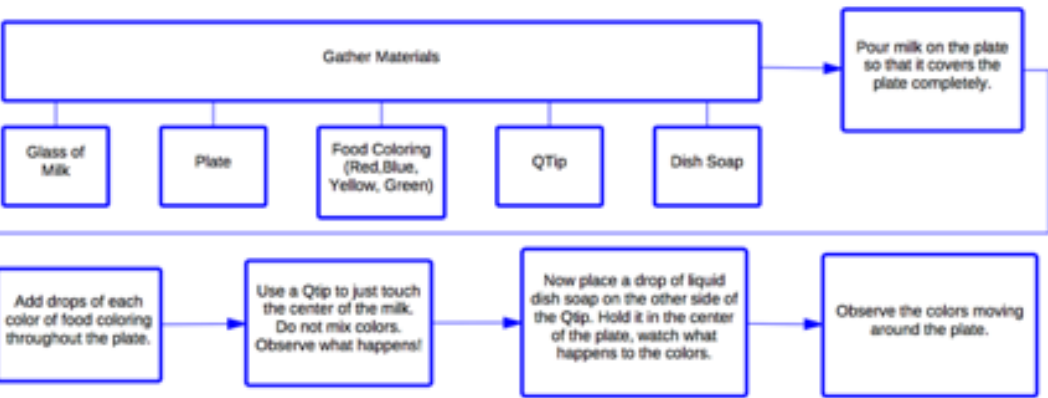 Gather Materials
Pour milk on the plate
so that it covers the
plate completely.
Glass of
Milk
Plate
Food Coloring
(Red,Blue,
Yellow, Green)
QTip
Dish Soap
Add drops of each
color of food coloring
throughout the plate.
Use a Qtip to just touch
the center of the milk.
Do not mix colors.
Observe what happens!
Now place a drop of liquid
dish soap on the other side of
the Qtip. Hold it in the center
of the plate, watch what
happens to the colors.
Observe the colors moving
around the plate.